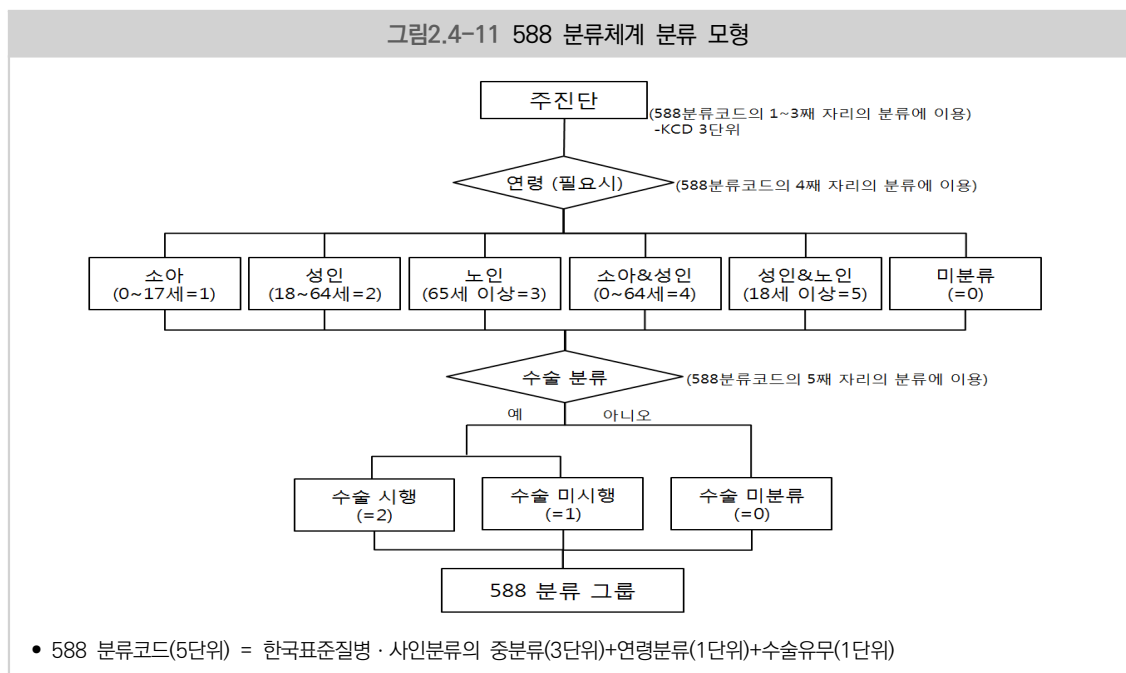 그림2.4-11 588 분류체계 분류 모형
주진단
(588분류코드의 1~3째 자리의 분류에 이용)
-KCD 3단위
연령 (필요시)
(588분류코드의 4째 자리의 분류에 이용)
소아
(0~17세=1)
성인
(18~64세=2)
노인
(65세 이상=3)
소아&성인
(0~64세=4)
성인&노인
(18세 이상=5)
미분류
(=0)
수술 분류
(588분류코드의 5째 자리의 분류에 이용)
예
아니오
수술 시행
(=2)
수술 미시행
(=1)
수술 미분류
(=0)
588 분류 그룹
• 588 분류코드(5단위) = 한국표준질병·사인분류의 중분류(3단위)+연령분류(1단위)+수술유무(1단위)